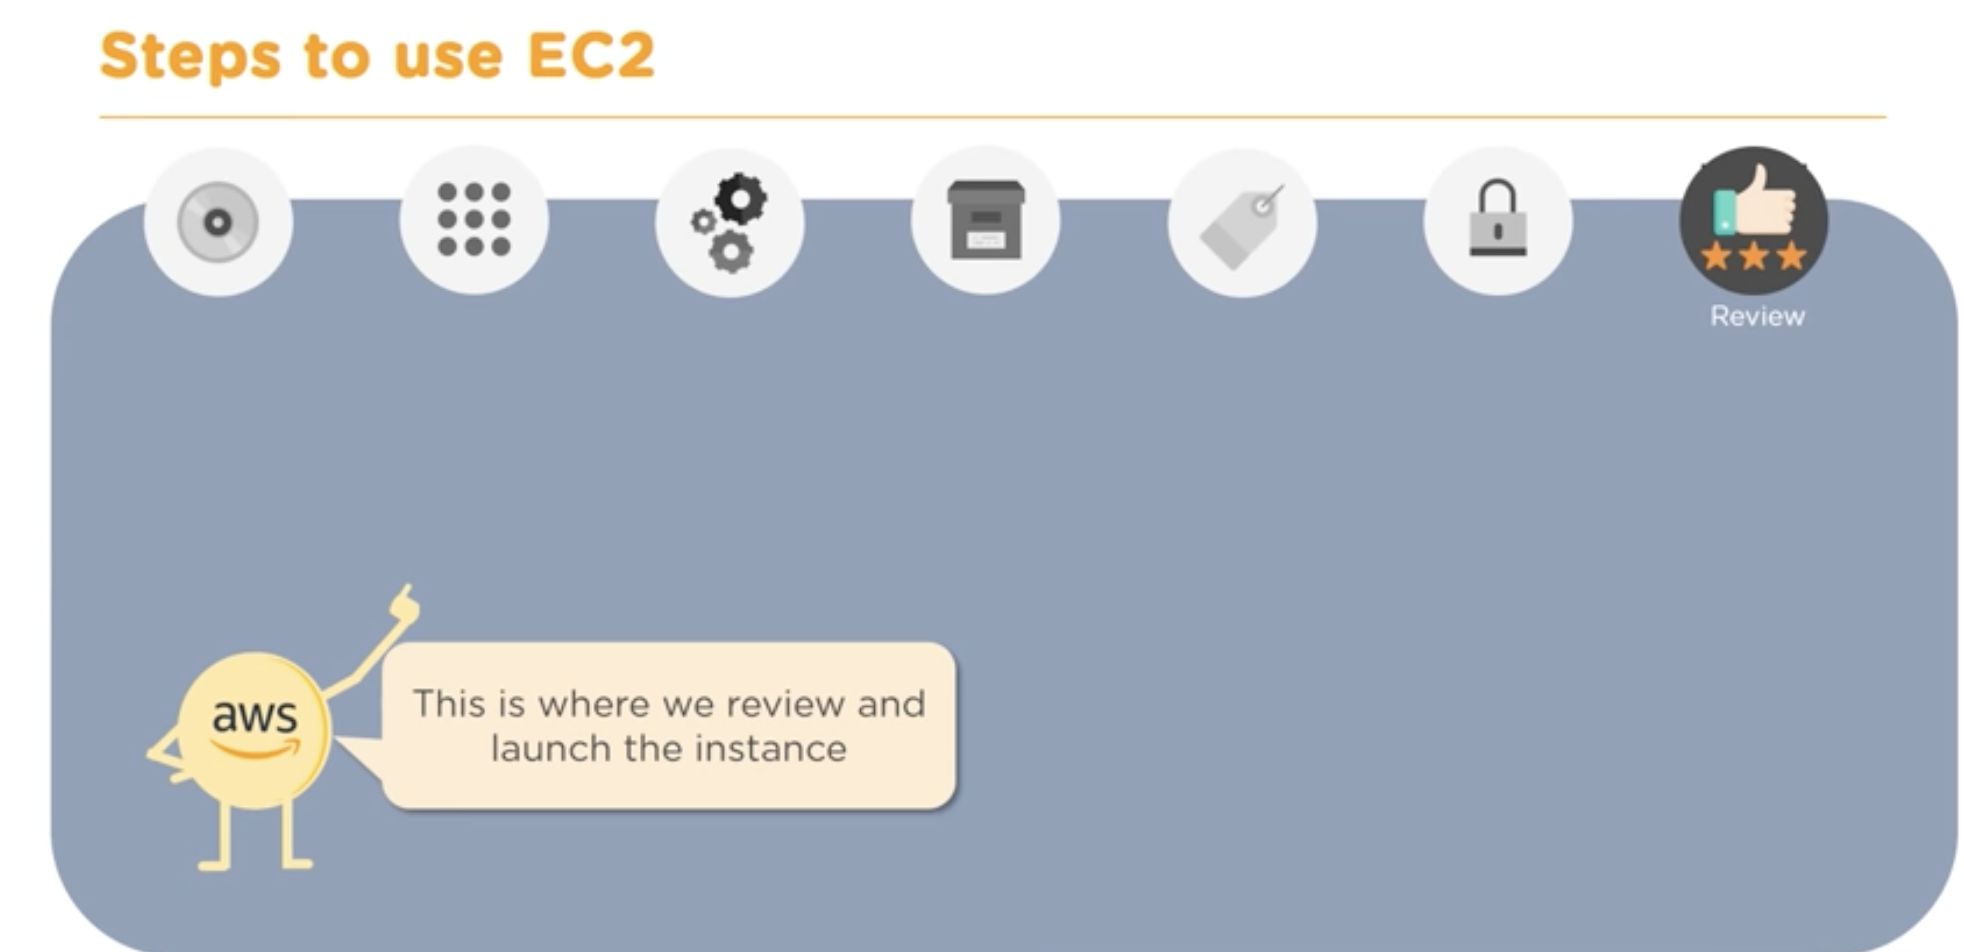 Steps to use EC2
Review
aws
This is where we review and
launch the instance